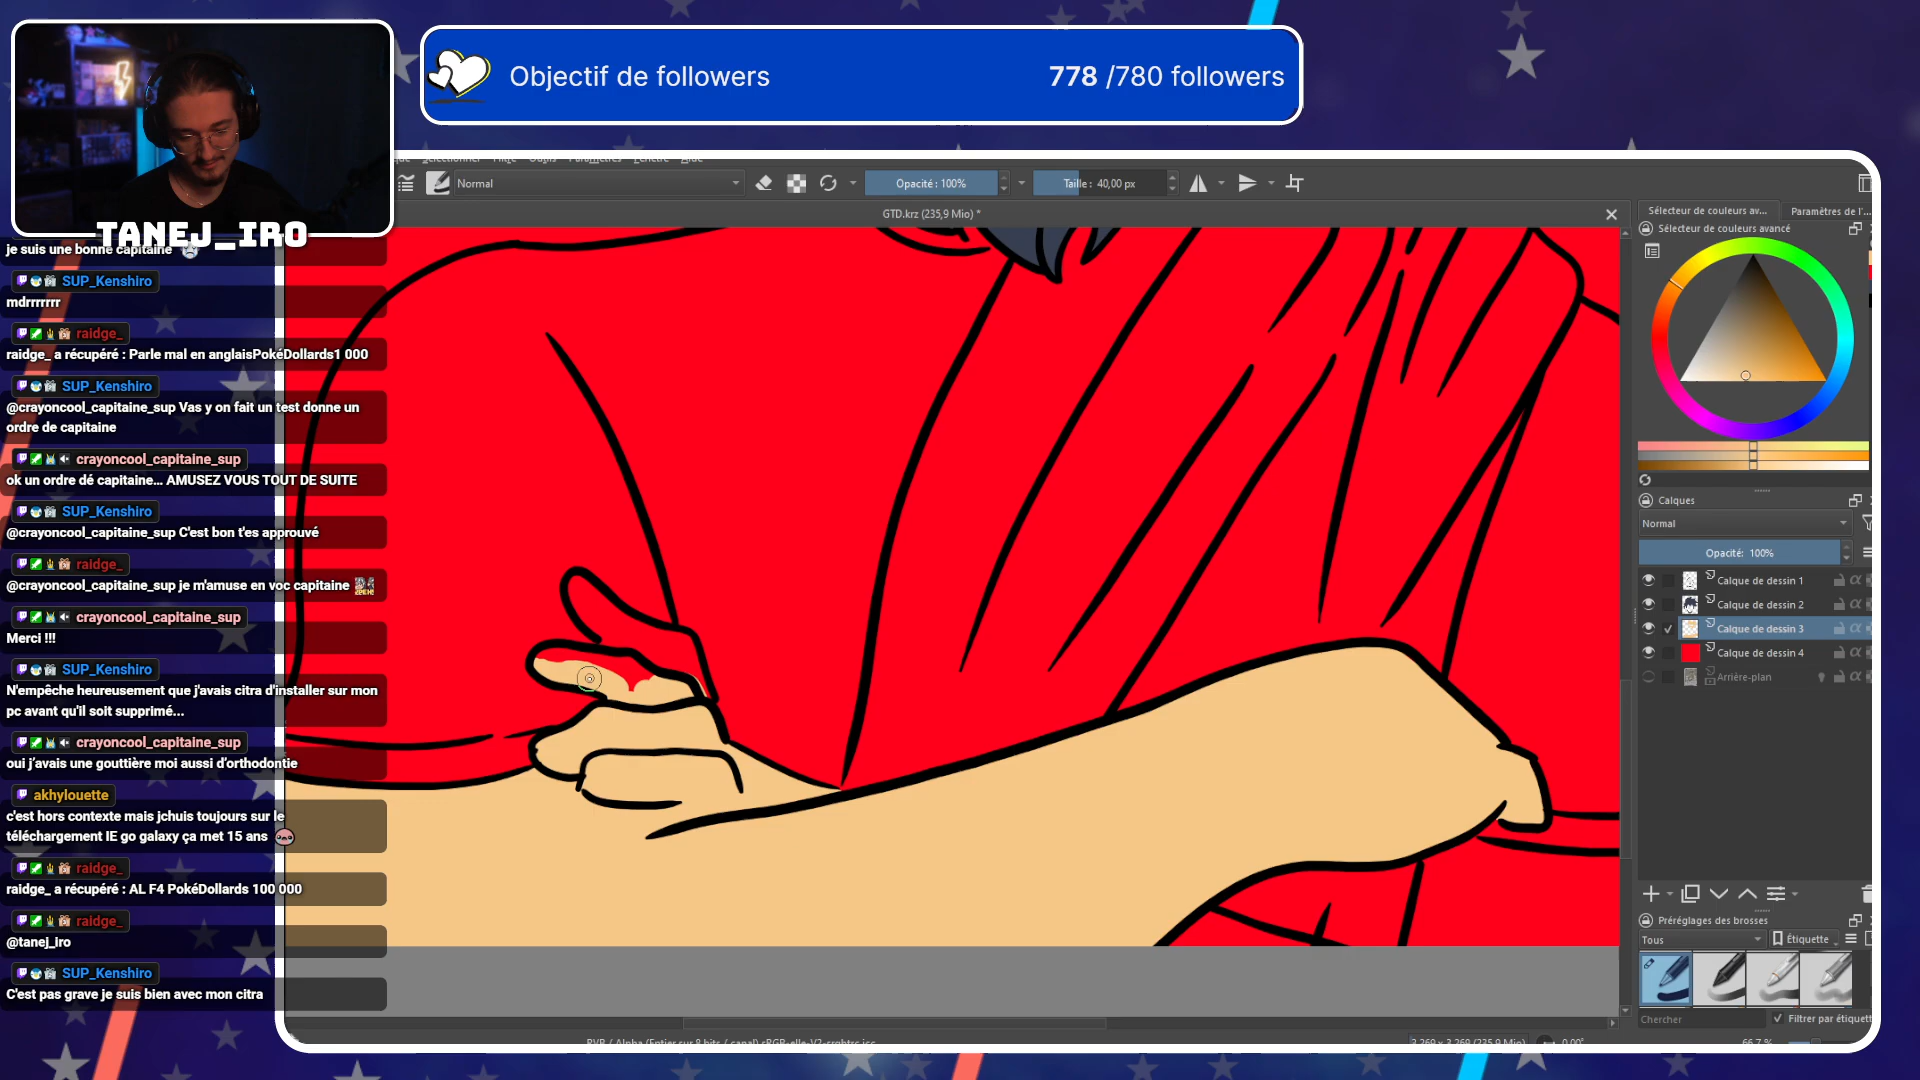 Objectif de followers
778 /780 followers
TANEJ_IRO
je suis une bonne capitaine
SUP_Kenshiro
mdrrrrrrr
raidge_
raidge_ a récupéré : Parle mal en anglaisPokéDollards1 000
SUP_Kenshiro
@crayoncool_capitaine_sup Vas y on fait un test donne un
ordre de capitaine
crayoncool_capitaine_sup
ok un ordre dé capitaine... AMUSEZ VOUS TOUT DE SUITE
SUP_Kenshiro
@crayoncool_capitaine_sup C'est bon t'es approuvé
raidge_
@crayoncool_capitaine_sup je m'amuse en voc capitaine
crayoncool_capitaine_sup
Merci !!!
SUP_Kenshiro
N'empêche heureusement que j'avais citra d'installer sur mon
pc avant qu'il soit supprimé...
crayoncool_capitaine_sup
oui j'avais une gouttière moi aussi d'orthodontie
akhylouette
c'est hors contexte mais jchuis toujours sur le
téléchargement IE go galaxy ça met 15 ans
raidge_
raidge_ a récupéré : AL F4 PokéDollards 100 000
raidge_
@tanej_iro
SUP_Kenshiro
C'est pas grave je suis bien avec mon citra
Normal
Opacité : 100%
Taille : 40,00 px
GTD.krz (235,9 Mio) *
Sélecteur de couleurs av...
Paramètres de l'...
Sélecteur de couleurs avancé
Calques
Normal
Opacité: 100%
Calque de dessin 1
Calque de dessin 2
Calque de dessin 3
Calque de dessin 4
Arrière-plan
Préréglages des brosses
Tous
Étiquette
Chercher
Filtrer par étiquett